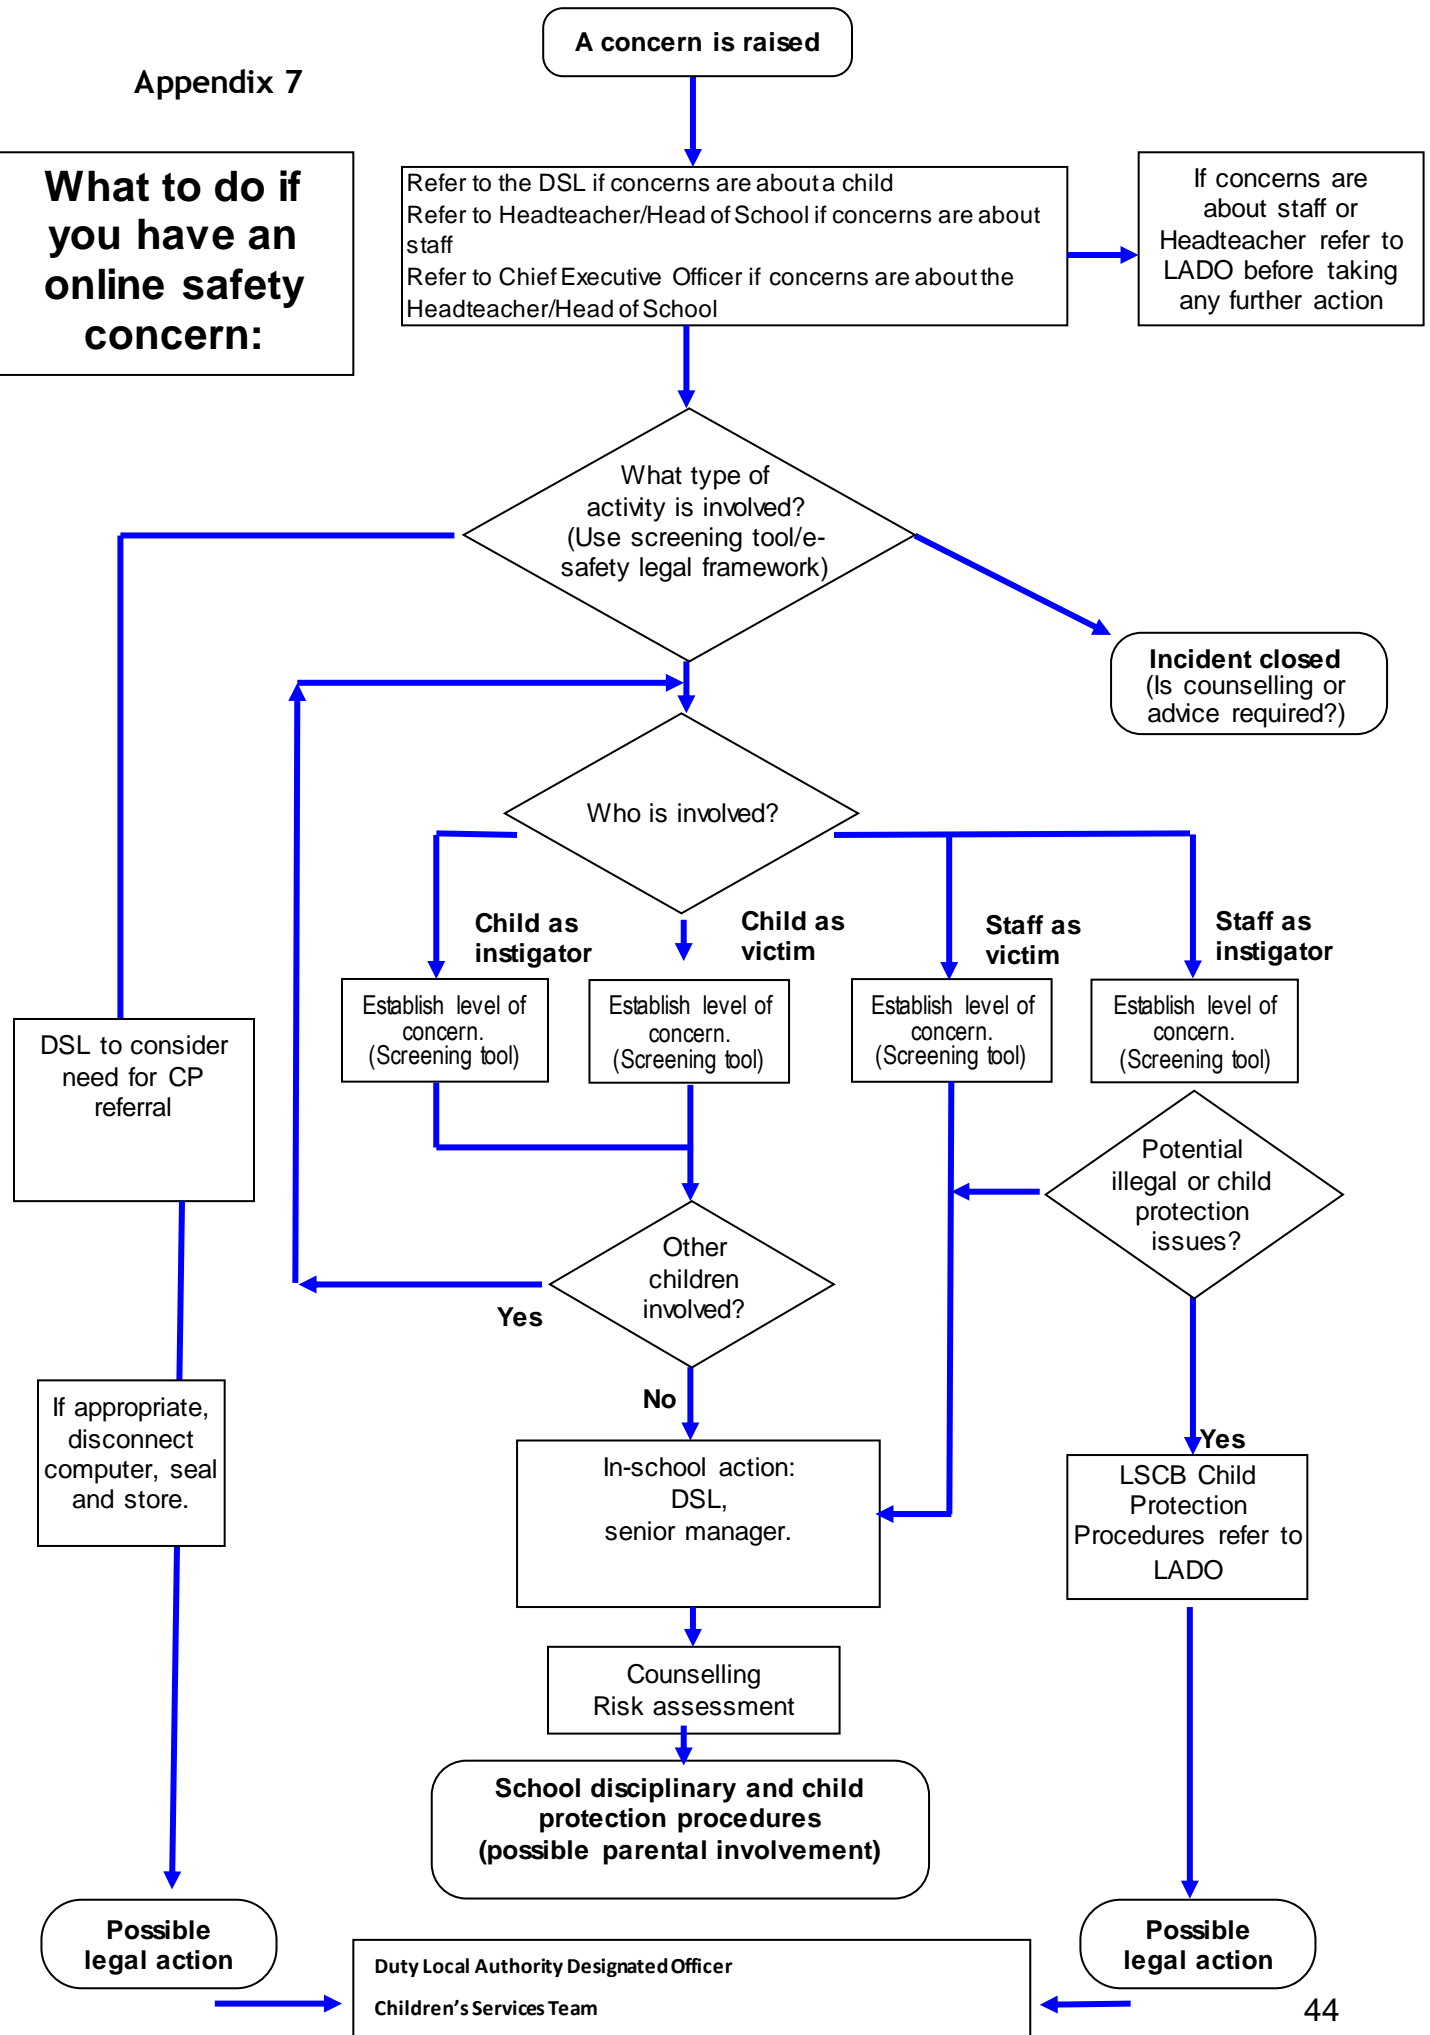 A concern is raised
Appendix 7
What to do if
you have an
online safety
concern:
Refer to the DSL if concerns are about a child
Refer to Headteacher/Head of School if concerns are about
staff
Refer to Chief Executive Officer if concerns are about the
Headteacher/Head of School
If concerns are
about staff or
Headteacher refer to
LADO before taking
any further action
What type of
activity is involved?
(Use screening tool/e-
safety legal framework)
Incident closed
(Is counselling or
advice required?)
Who is involved?
Child as
instigator
Child as
victim
Staff as
victim
Staff as
instigator
Establish level of
concern.
(Screening tool)
Establish level of
concern.
(Screening tool)
Establish level of
concern.
(Screening tool)
Establish level of
concern.
(Screening tool)
DSL to consider
need for CP
referral
Potential
illegal or child
protection
issues?
Other
children
involved?
Yes
No
If appropriate,
disconnect
computer, seal
and store.
In-school action:
DSL,
senior manager.
Yes
LSCB Child
Protection
Procedures refer to
LADO
Counselling
Risk assessment
School disciplinary and child
protection procedures
(possible parental involvement)
Possible
legal action
Possible
legal action
Duty Local Authority Designated Officer
Children's Services Team
44